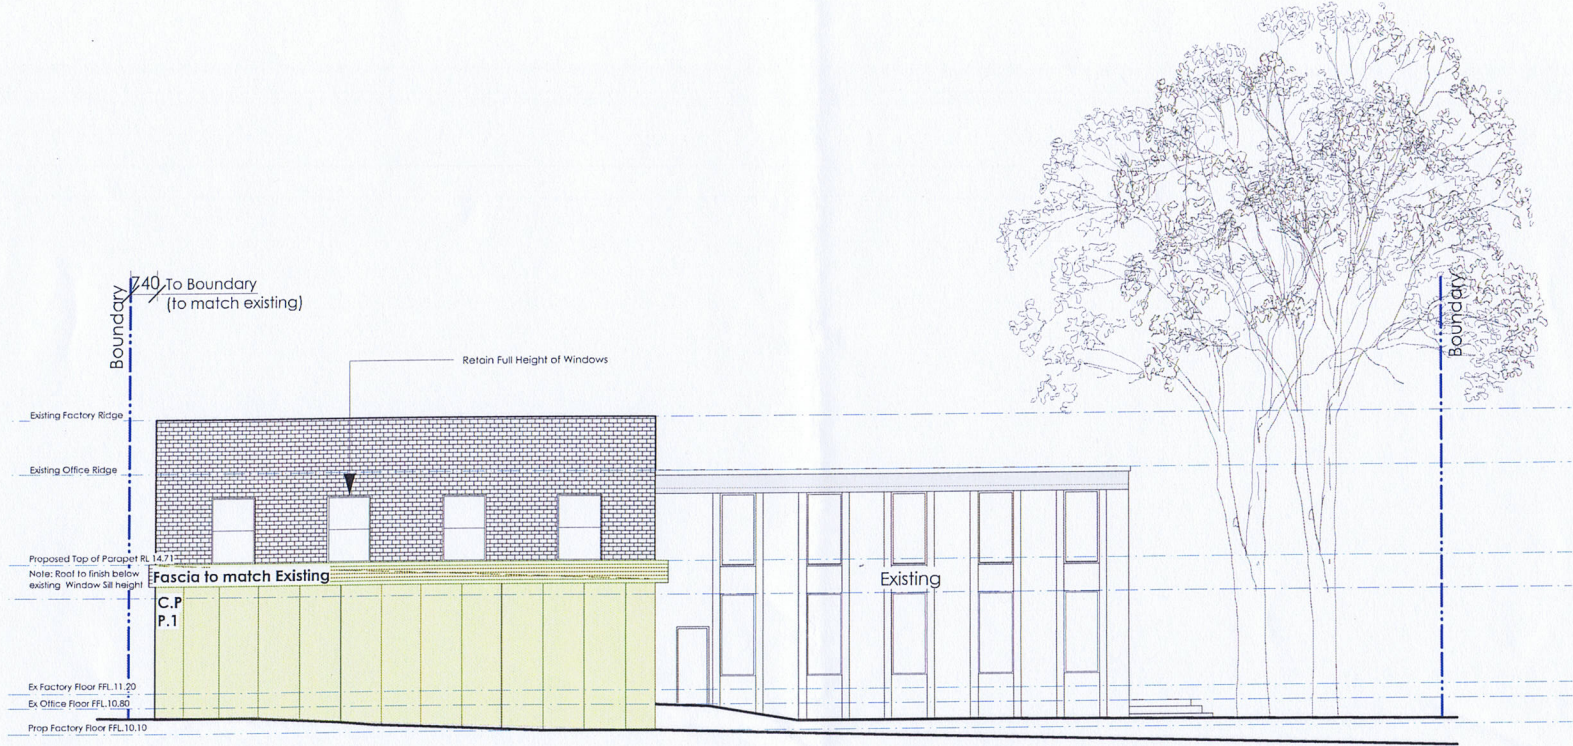 740 To Boundary
(to match existing)
Boundary
Boundary
Retain Full Height of Windows
Existing Factory Ridge
Existing Office Ridge
Proposed Top of Parapet RL 14.717
Note: Roof to finish below
existing Window Sill height
Fascia to match Existing
Existing
C.P
P.1
Ex Factory Floor FFL.11.20
Ex Office Floor FFL.10.80
Prop Factory Floor FFL.10.10